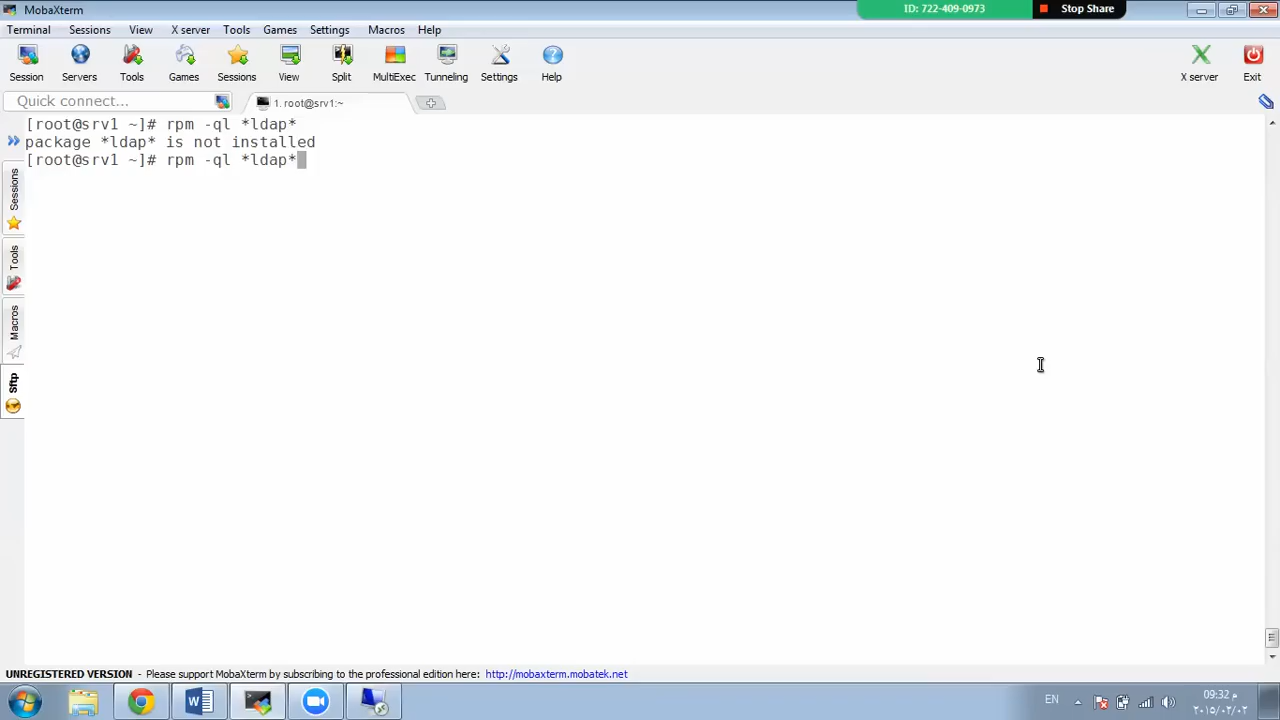 MobaXterm
ID: 722-409-0973
Stop Share
Terminal Sessions View X server Tools Games Settings Macros Help
Session Servers Tools Games Sessions View Split MultiExec Tunneling Settings Help X server Exit
Quick connect...
1. root@srv1:~
[root@srv1 ~]# rpm -ql *ldap*
package *ldap* is not installed
[root@srv1 ~]# rpm -ql *ldap*
Sessions
Tools
Macros
Sftp
UNREGISTERED VERSION - Please support MobaXterm by subscribing to the professional edition here: http://mobaxterm.mobatek.net
EN
09:32 م
٢٠١٥/٠٢/٠٢